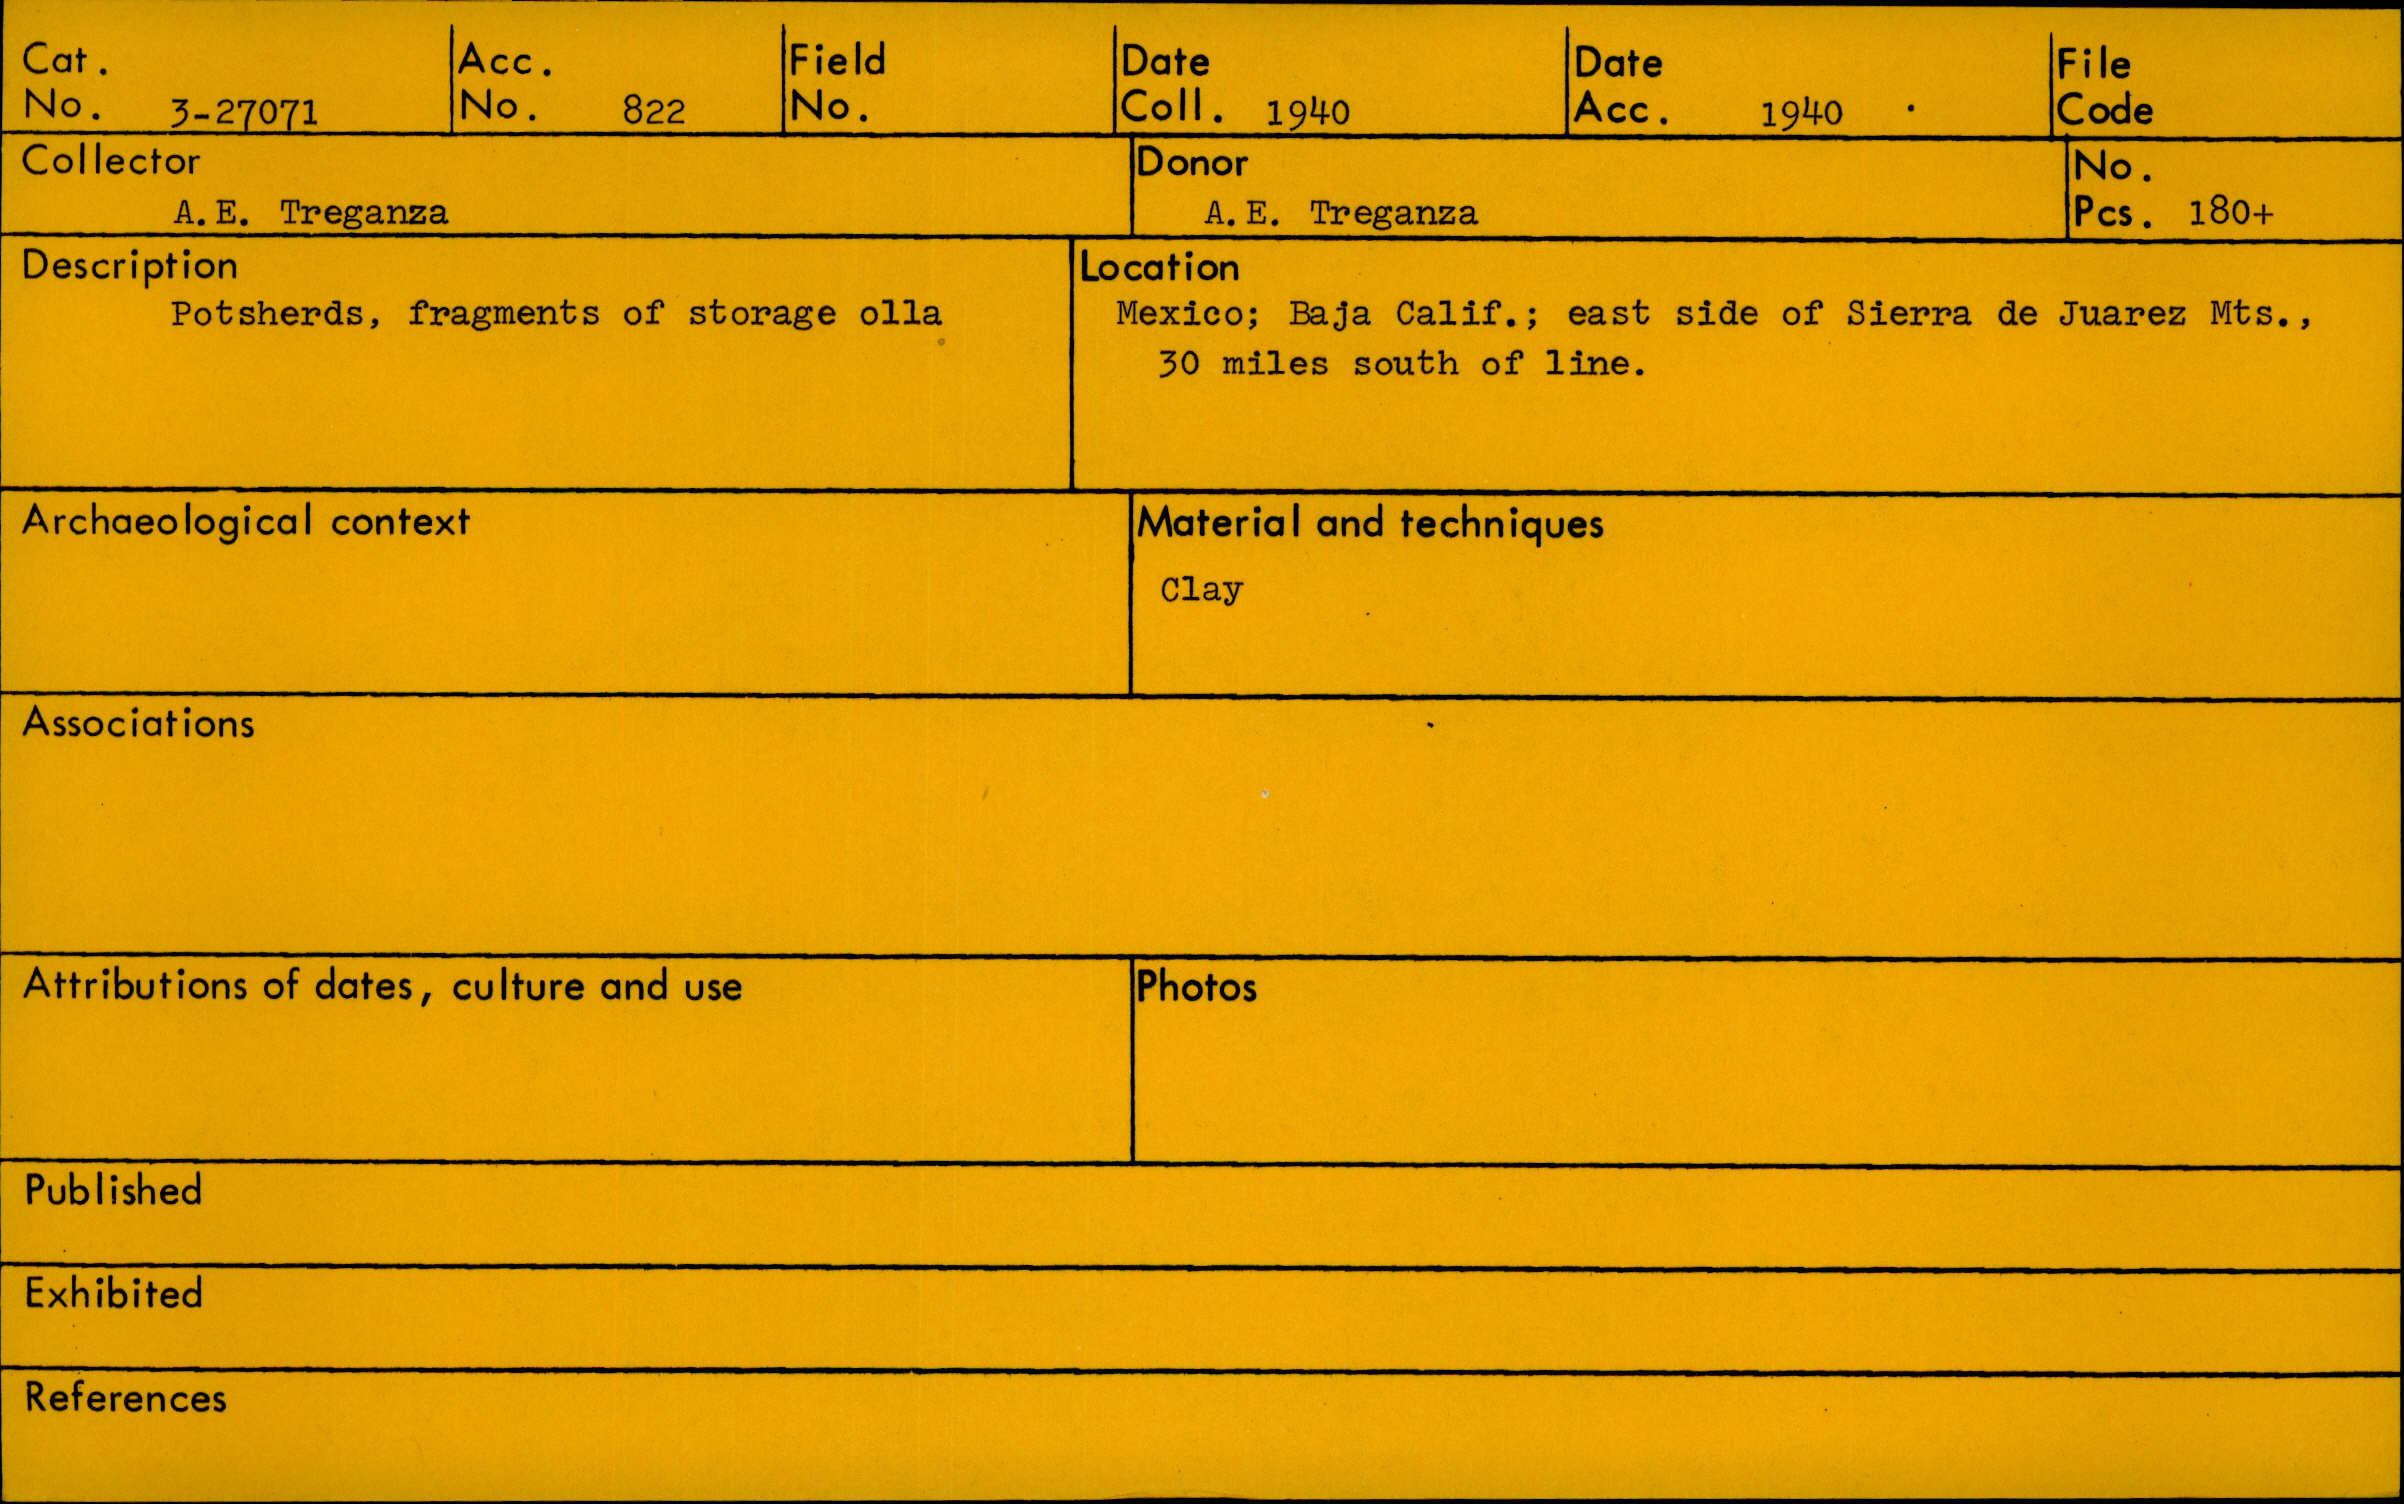 Cat. No. 3-27071
Acc. No. 822
Field No.
Date Coll. 1940
Date Acc. 1940
File Code
Collector
A.E. Treganza
Donor
A.E. Treganza
No. Pcs. 180+
Description
Potsherds, fragments of storage olla
Location
Mexico; Baja Calif.; east side of Sierra de Juarez Mts.,
30 miles south of line.
Archaeological context
Material and techniques
Clay
Associations
Attributions of dates, culture and use
Photos
Published
Exhibited
References